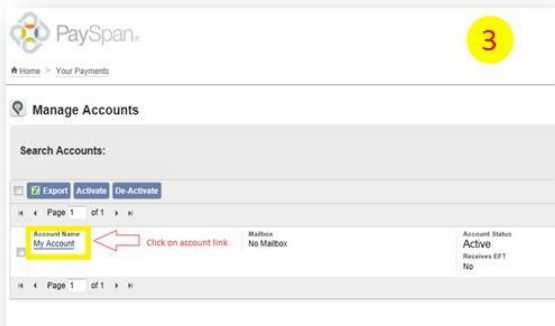 PaySpan®
3
Home > Your Payments
Manage Accounts
Search Accounts:
Export Activate De-Activate
Page 1 of 1
Account Name Mailbox Account Status
My Account Click on account link No Mailbox Active
Receives EFT
No
Page 1 of 1